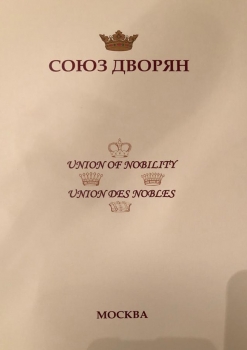 СОЮЗ ДВОРЯН
UNION OF NOBILITY
UNION DES NOBLES
МОСКВА